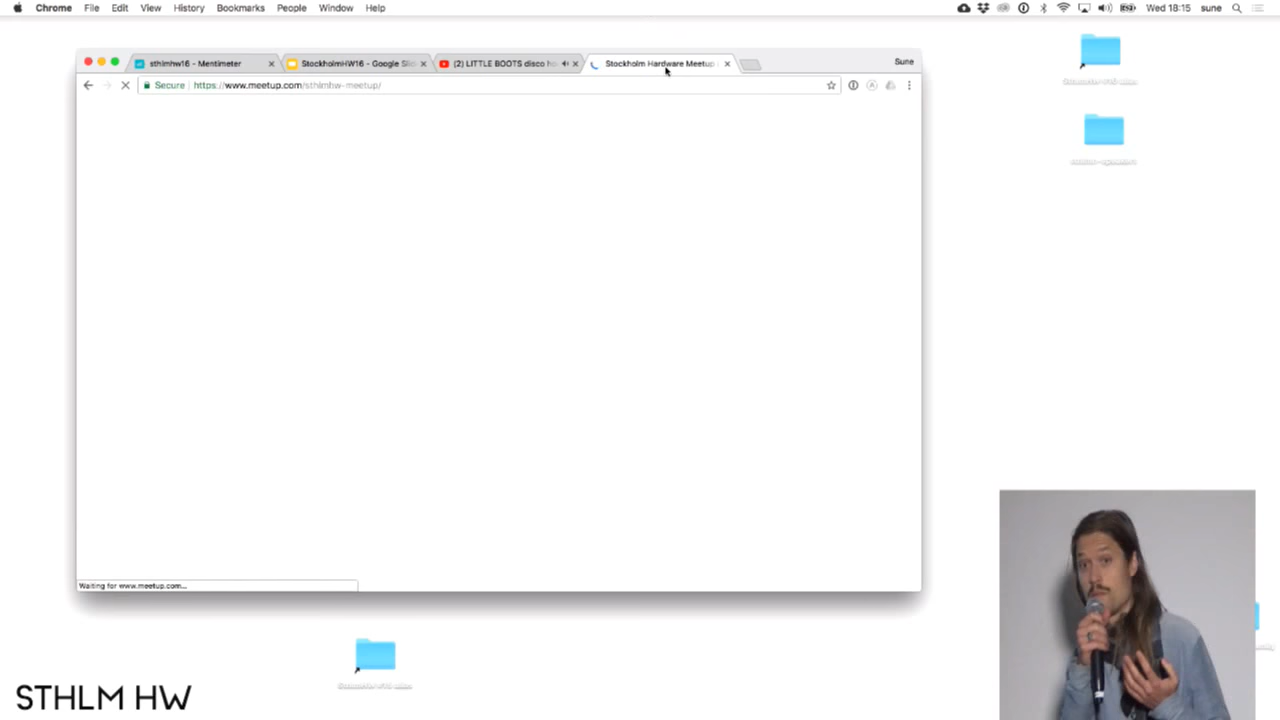 Chrome File Edit View History Bookmarks People Window Help Wed 18:15 sune
sthlmhw16 - Mentimeter StockholmHW16 - Google Slid (2) LITTLE BOOTS disco ho Stockholm Hardware Meetup Sune
Secure https://www.meetup.com/sthlmhw-meetup/
Waiting for www.meetup.com...
STHLM HW